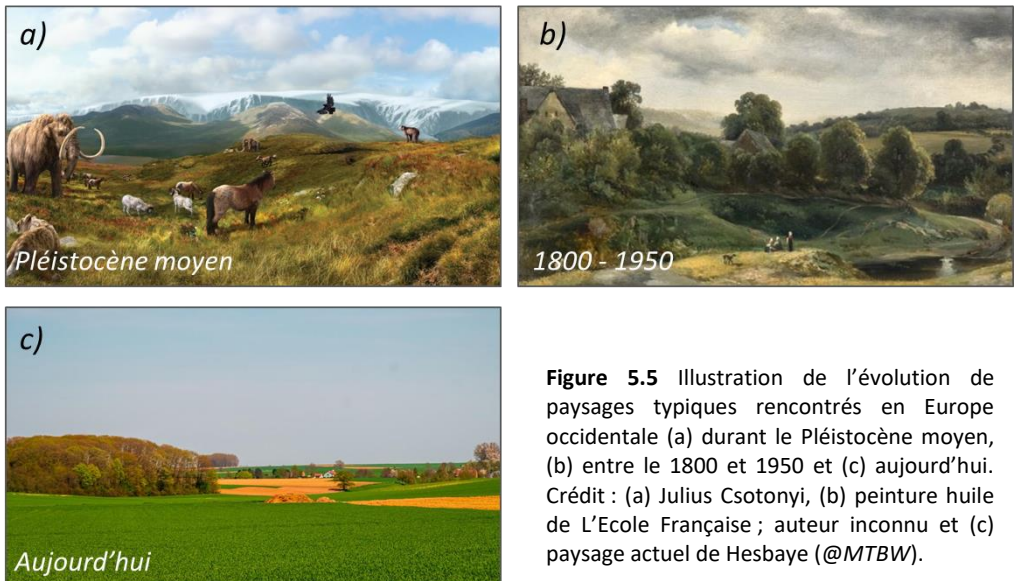 a)
Pléistocène moyen
b)
1800 - 1950
c)
Aujourd’hui
Figure 5.5 Illustration de l’évolution de
paysages typiques rencontrés en Europe
occidentale (a) durant le Pléistocène moyen,
(b) entre le 1800 et 1950 et (c) aujourd’hui.
Crédit : (a) Julius Csotonyi, (b) peinture huile
de L’Ecole Française ; auteur inconnu et (c)
paysage actuel de Hesbaye (@MTBW).